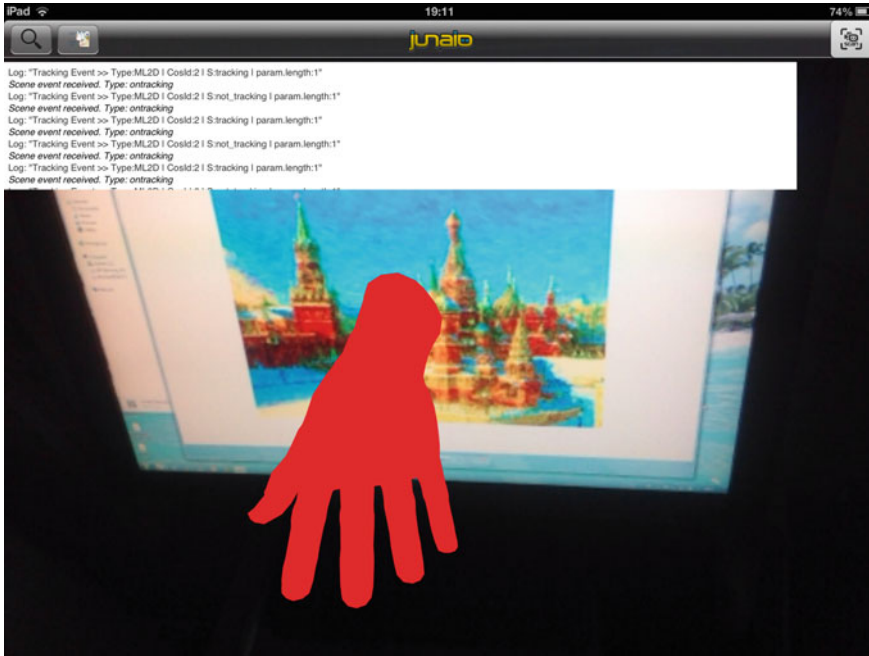 iPad 19:11 74%
junaio
Log: "Tracking Event >> Type:ML2D | CosId:2 | S:tracking | param.length:1"
Scene event received. Type: ontracking
Log: "Tracking Event >> Type:ML2D | CosId:2 | S:not_tracking | param.length:1"
Scene event received. Type: ontracking
Log: "Tracking Event >> Type:ML2D | CosId:2 | S:tracking | param.length:1"
Scene event received. Type: ontracking
Log: "Tracking Event >> Type:ML2D | CosId:2 | S:not_tracking | param.length:1"
Scene event received. Type: ontracking
Log: "Tracking Event >> Type:ML2D | CosId:2 | S:tracking | param.length:1"
Scene event received. Type: ontracking